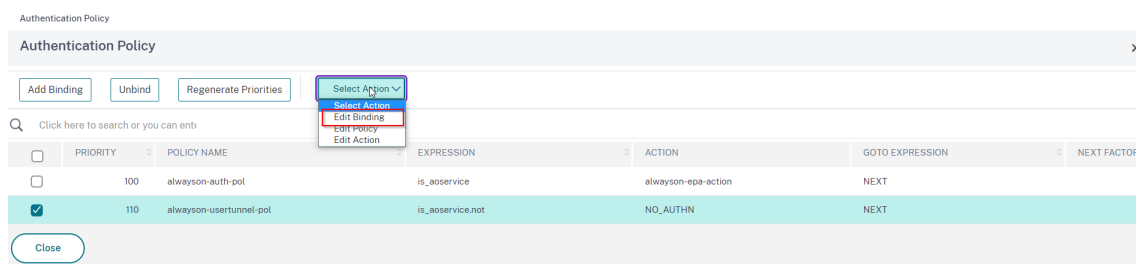 Authentication Policy
Authentication Policy
Add Binding Unbind Regenerate Priorities Select Action
Select Action
Edit Binding
Edit Policy
Edit Action
Click here to search or you can ente
PRIORITY POLICY NAME EXPRESSION ACTION GOTO EXPRESSION NEXT FACTOR
100 alwayson-auth-pol is_aoservice alwayson-epa-action NEXT
110 alwayson-usertunnel-pol is_aoservice.not NO_AUTHN NEXT
Close